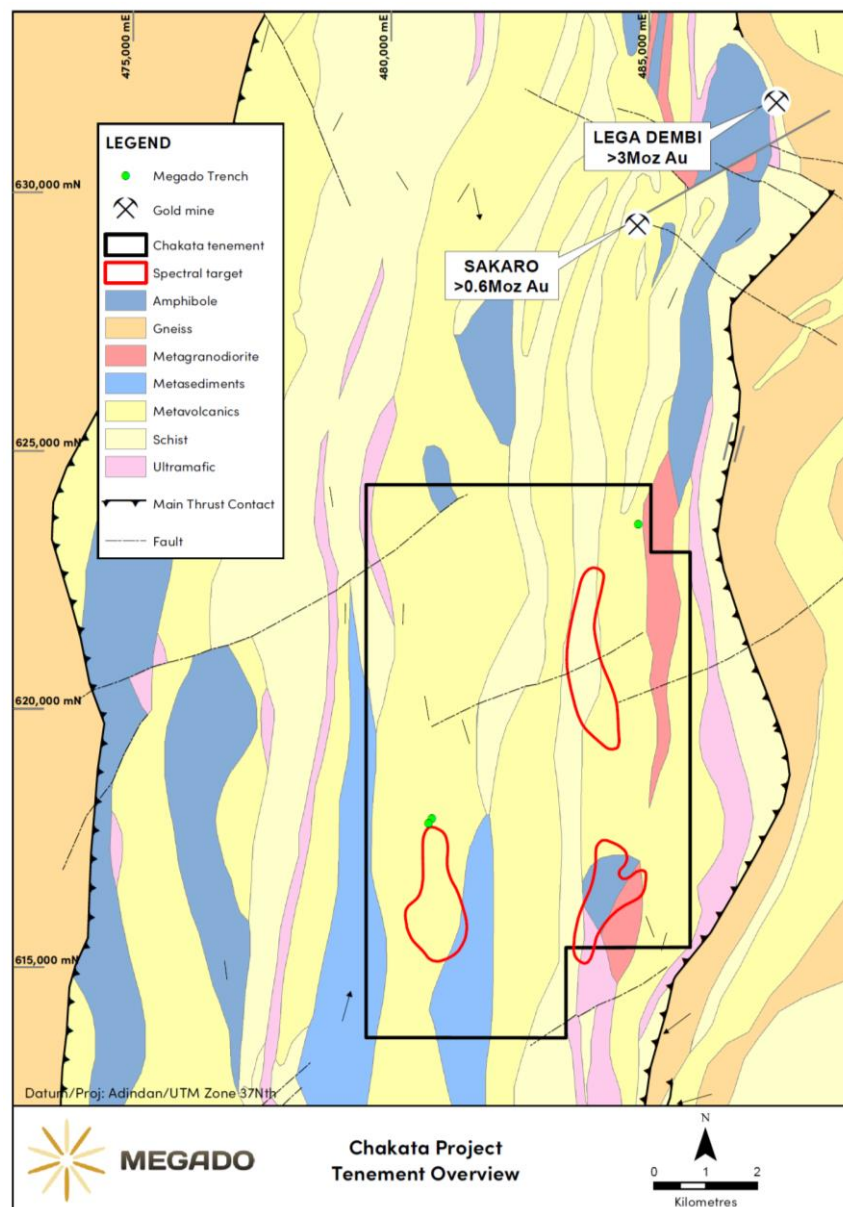 475,000 mE
480,000 mE
485,000 mE
LEGEND
Megado Trench
Gold mine
Chakata tenement
Spectral target
Amphibole
Gneiss
Metagranodiorite
Metasediments
Metavolcanics
Schist
Ultramafic
Main Thrust Contact
Fault
LEGA DEMBI
>3Moz Au
630,000 mN
SAKARO
>0.6Moz Au
625,000 mN
620,000 mN
615,000 mN
Datum/Proj: Adindan/UTM Zone 37Nth
MEGADO
Chakata Project
Tenement Overview
N
0 1 2
Kilometres